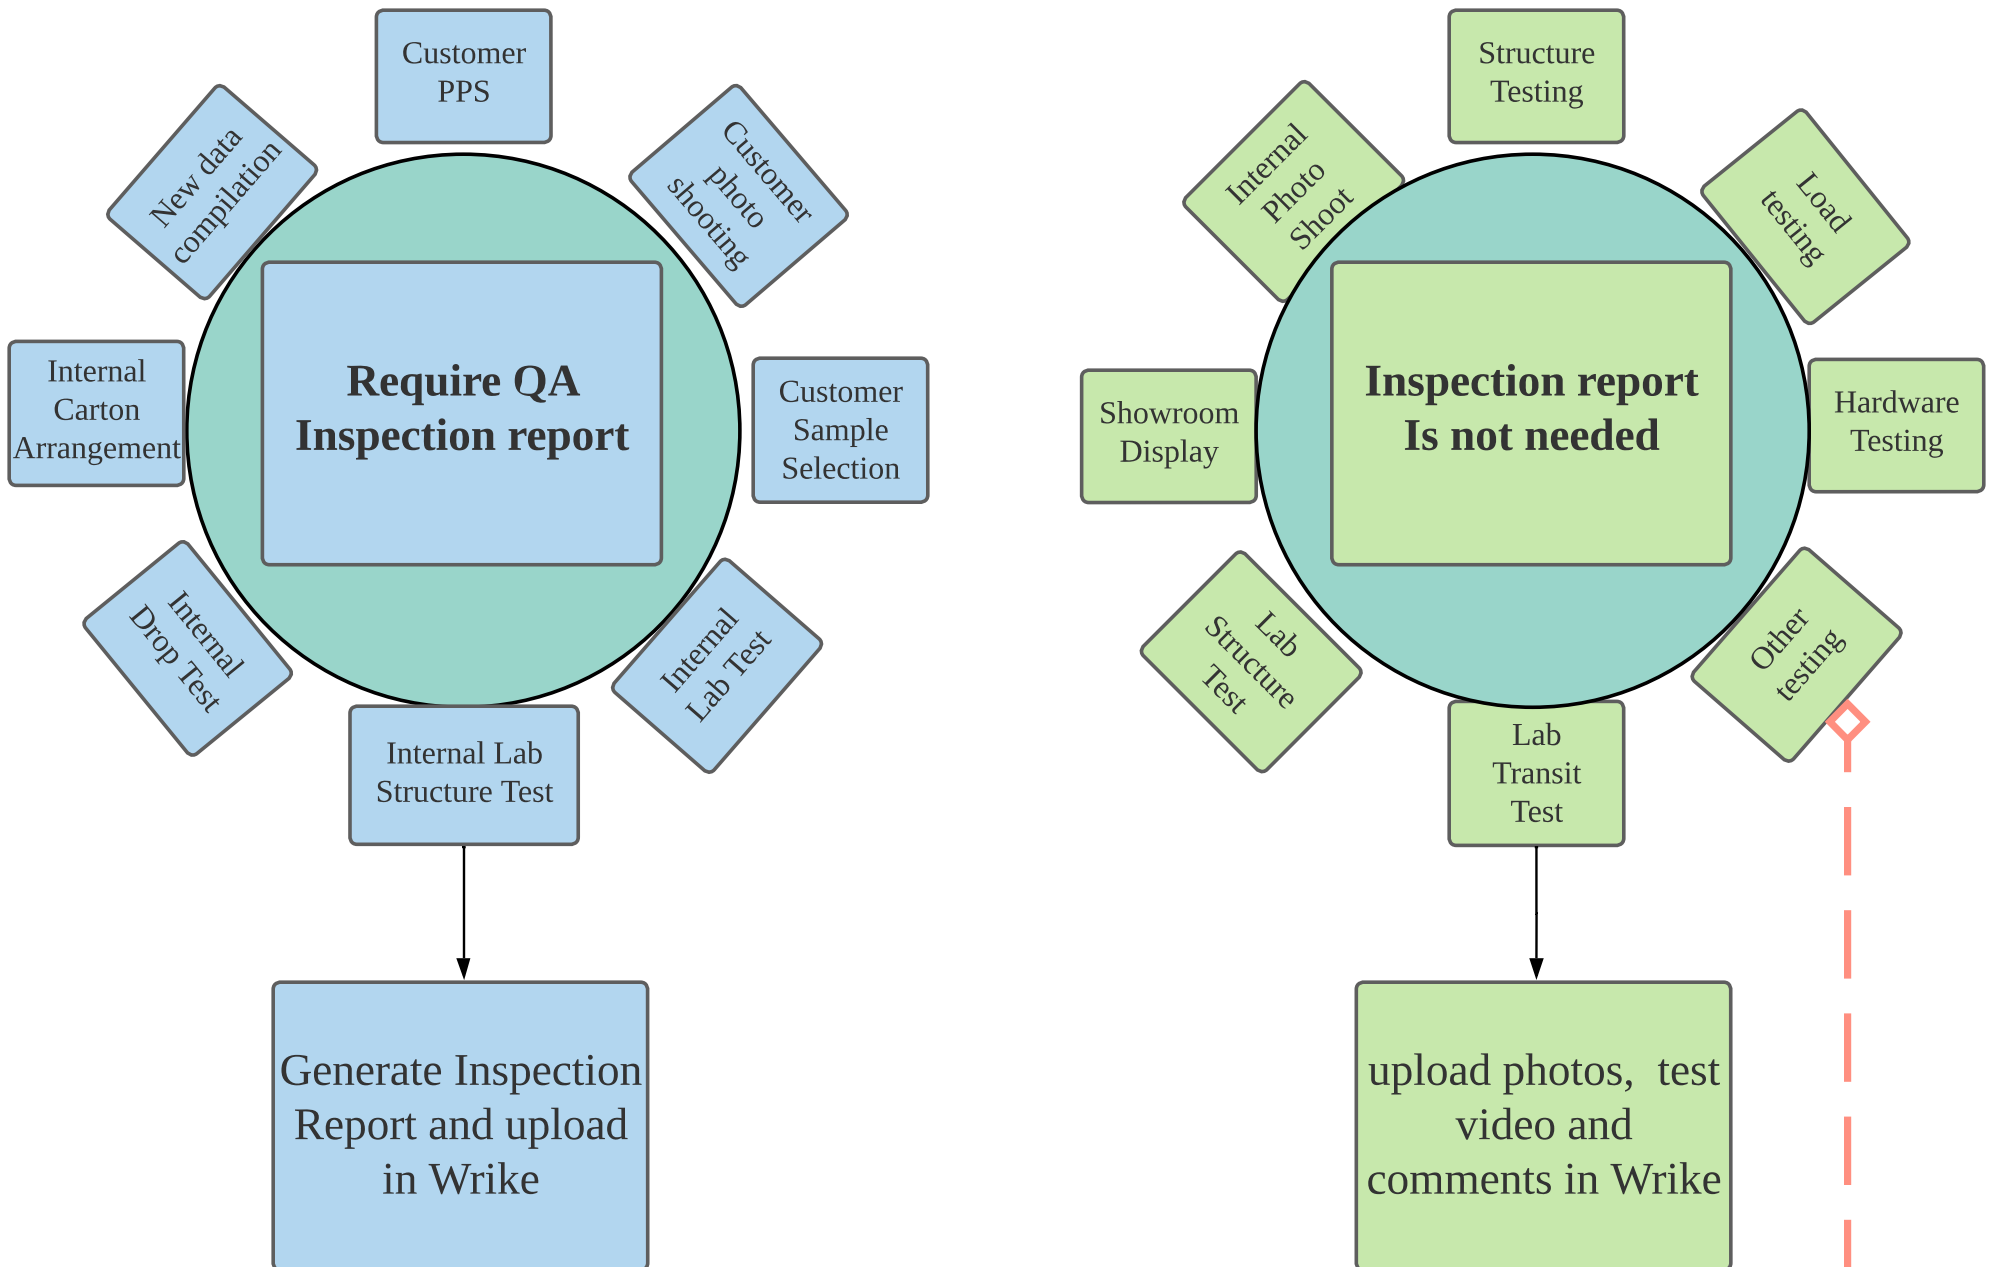 Customer
PPS
New data
compilation
Customer
photo
shooting
Internal
Carton
Arrangement
Require QA
Inspection report
Customer
Sample
Selection
Internal
Drop Test
Internal
Lab Test
Internal Lab
Structure Test
Generate Inspection
Report and upload
in Wrike
Structure
Testing
Internal
Photo
Shoot
Load
testing
Showroom
Display
Inspection report
Is not needed
Hardware
Testing
Lab
Structure
Test
Other
testing
Lab
Transit
Test
upload photos,  test
video and
comments in Wrike